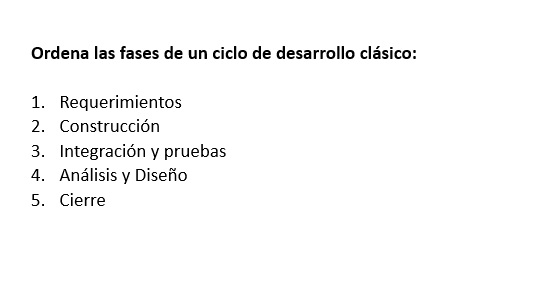 Ordena las fases de un ciclo de desarrollo clásico:
1. Requerimientos
2. Construcción
3. Integración y pruebas
4. Análisis y Diseño
5. Cierre